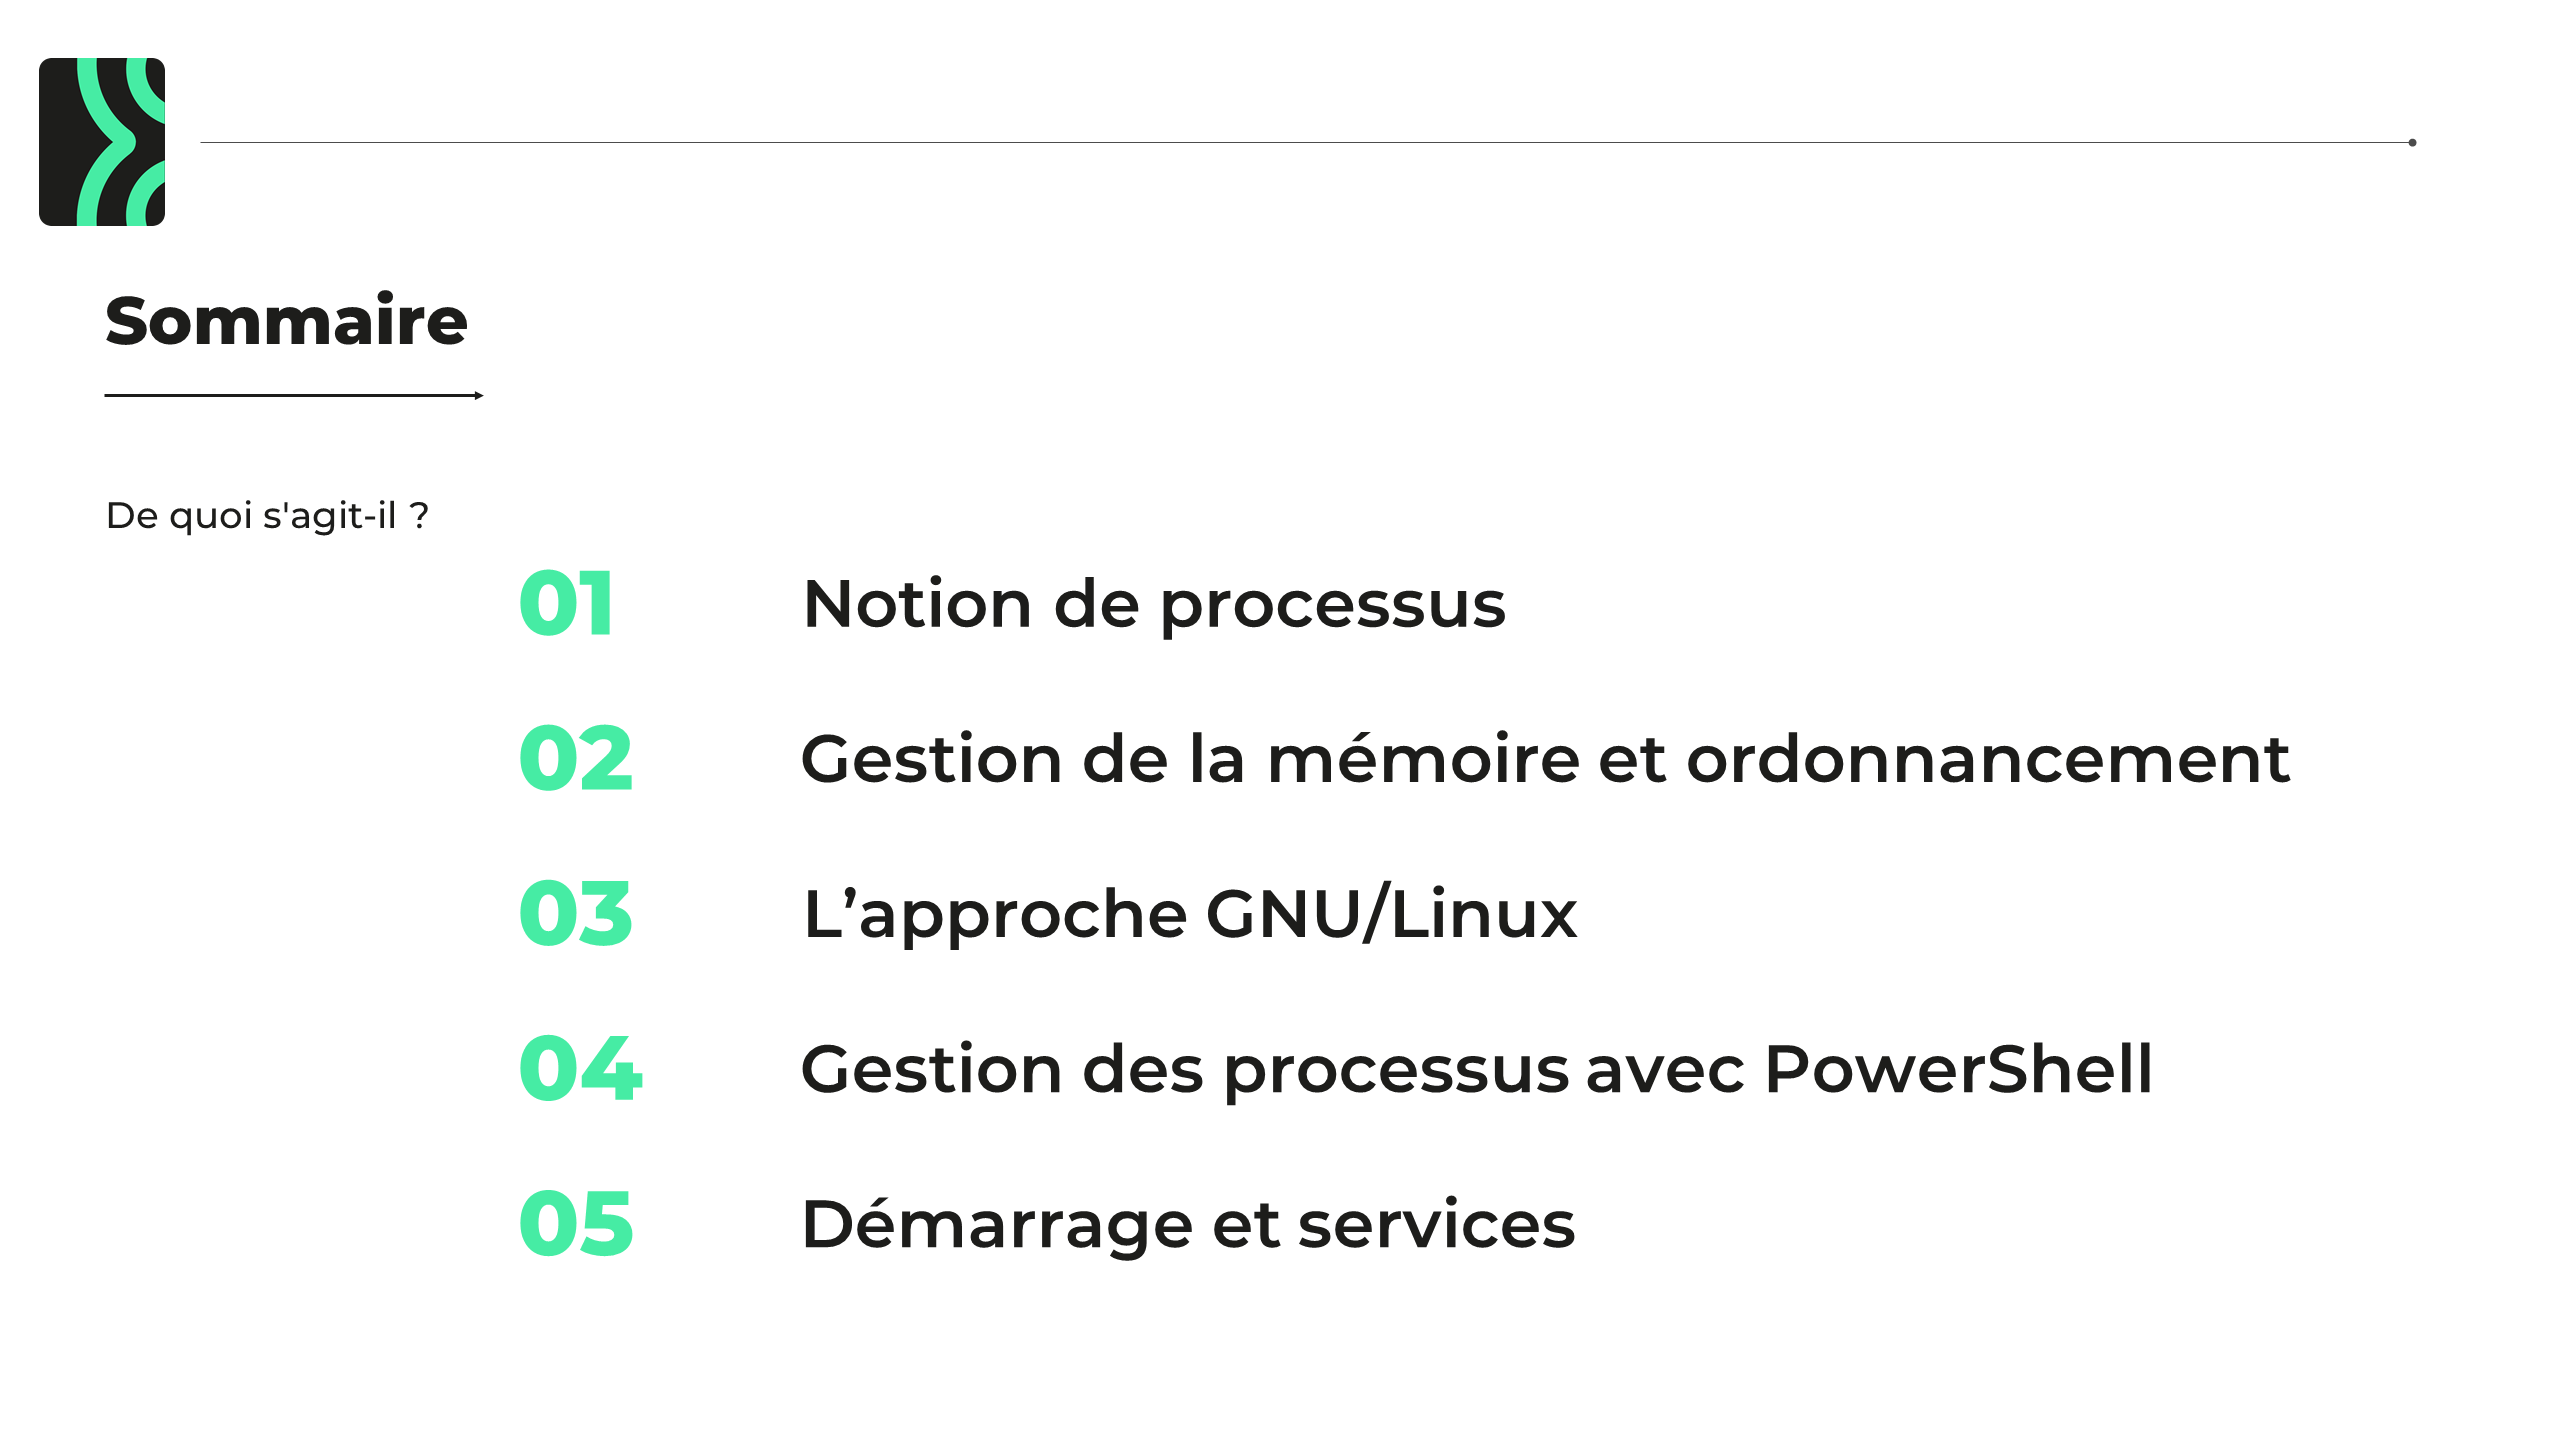 Sommaire
De quoi s'agit-il ?
01 Notion de processus
02 Gestion de la mémoire et ordonnancement
03 L’approche GNU/Linux
04 Gestion des processus avec PowerShell
05 Démarrage et services